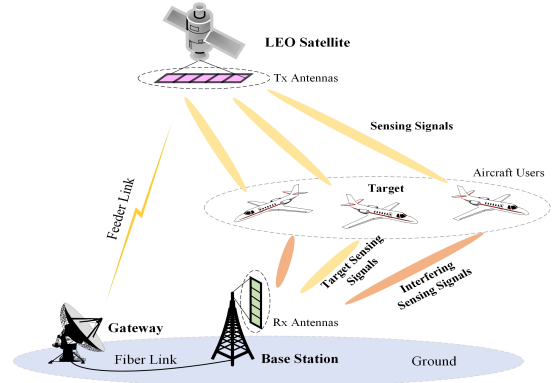 LEO Satellite
Tx Antennas
Sensing Signals
Aircraft Users
Target
Feeder Link
Target Sensing
Signals
Interfering
Sensing Signals
Rx Antennas
Gateway
Fiber Link
Base Station
Ground